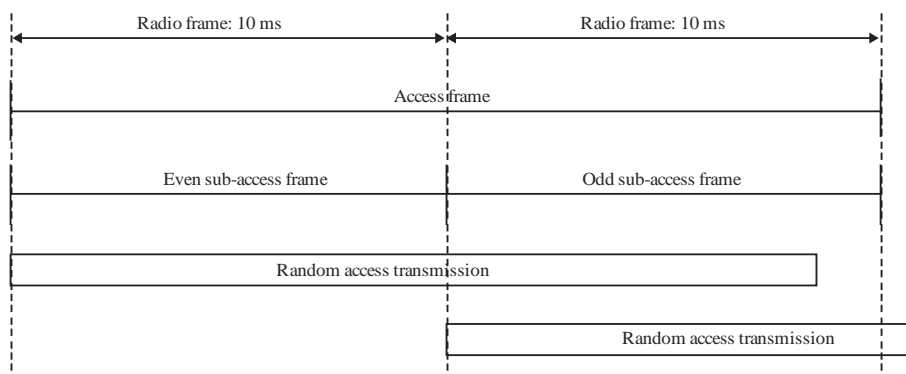 Radio frame: 10 ms
Radio frame: 10 ms
Access frame
Even sub-access frame
Odd sub-access frame
Random access transmission
Random access transmission